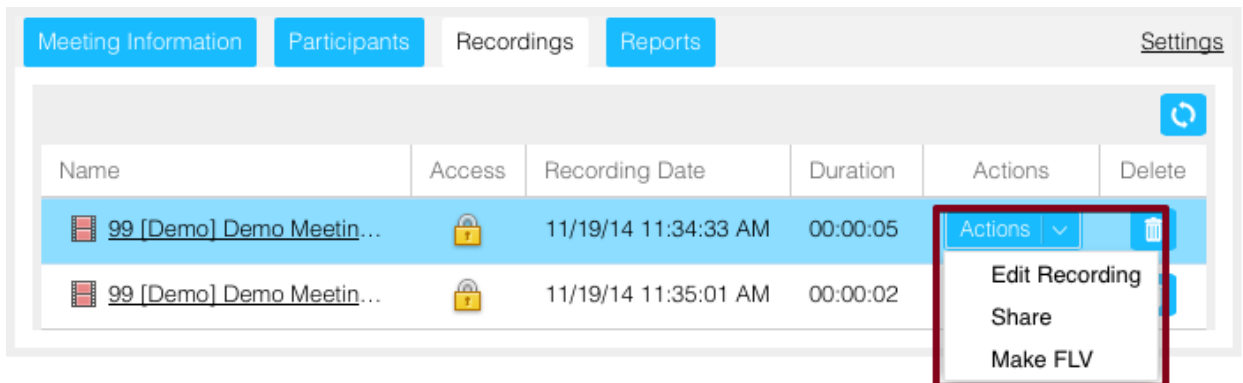 Meeting Information Participants Recordings Reports Settings
Name Access Recording Date Duration Actions Delete
99 [Demo] Demo Meetin... 11/19/14 11:34:33 AM 00:00:05 Actions
99 [Demo] Demo Meetin... 11/19/14 11:35:01 AM 00:00:02
Edit Recording
Share
Make FLV